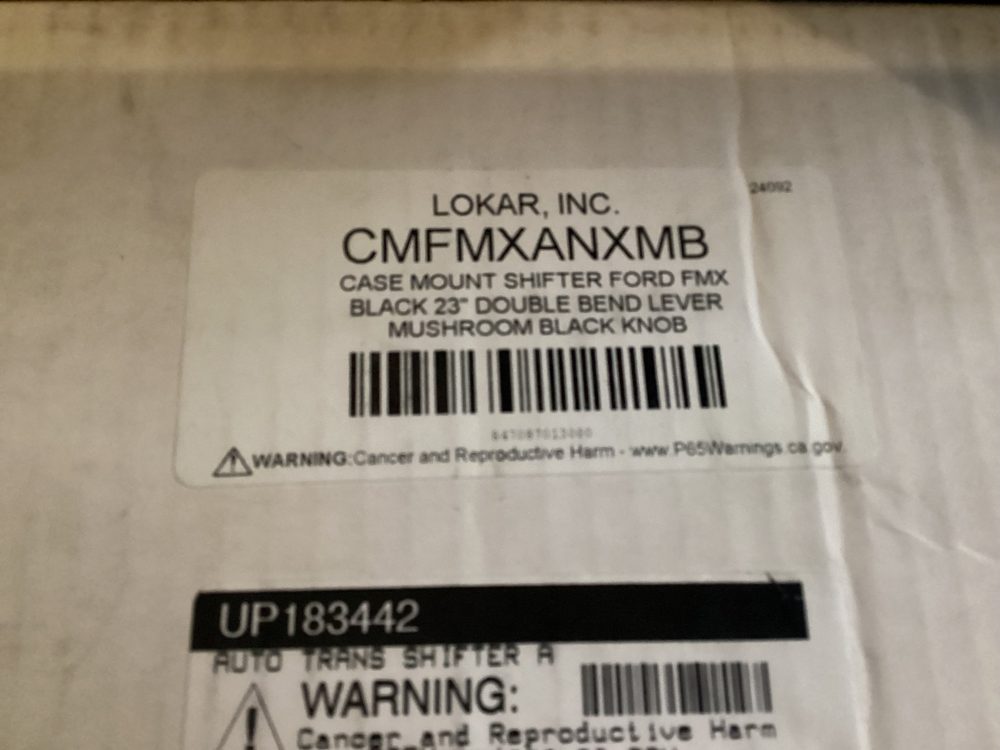 24092
LOKAR, INC.
CMFMXANXMB
CASE MOUNT SHIFTER FORD FMX
BLACK 23" DOUBLE BEND LEVER
MUSHROOM BLACK KNOB
WARNING:Cancer and Reproductive Harm - www.P65Warnings.ca.gov
UP183442
AUTO TRANS SHIFTER A
WARNING:
Cancer and Reproductive Harm